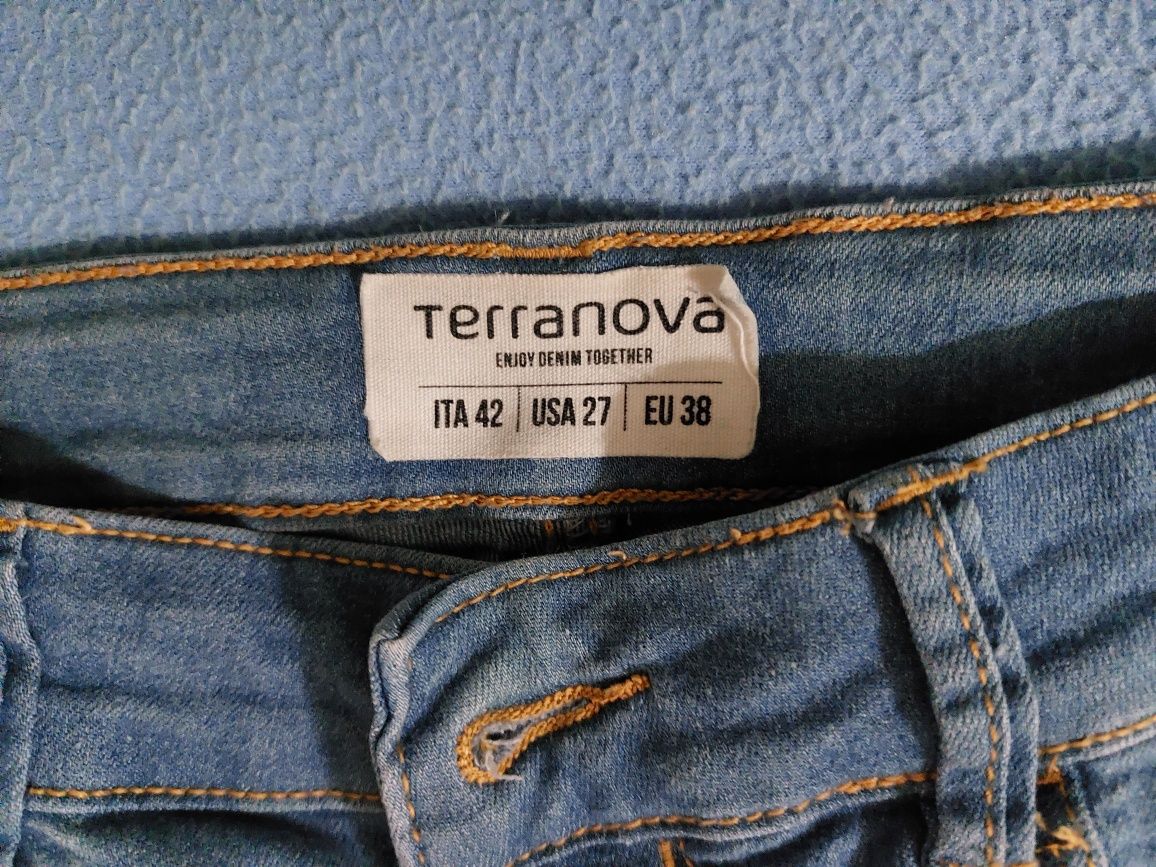 Terranova
ENJOY DENIM TOGETHER
ITA 42 | USA 27 | EU 38